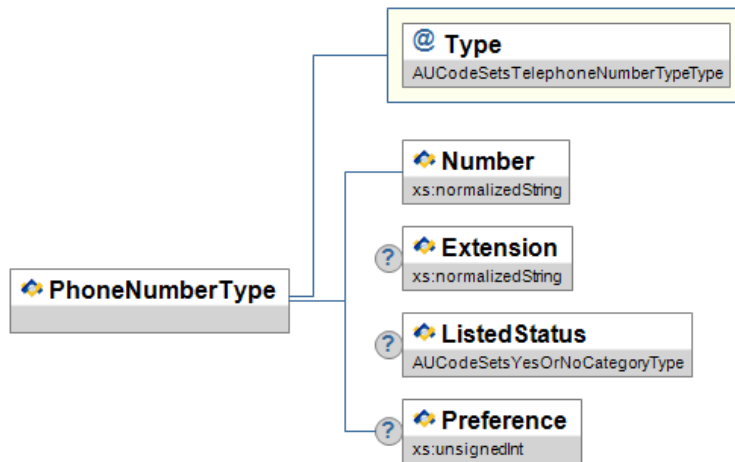 @ Type
AUCodeSetsTelephoneNumberTypeType
Number
xs:normalizedString
? Extension
xs:normalizedString
PhoneNumberType
? ListedStatus
AUCodeSetsYesOrNoCategoryType
? Preference
xs:unsignedInt